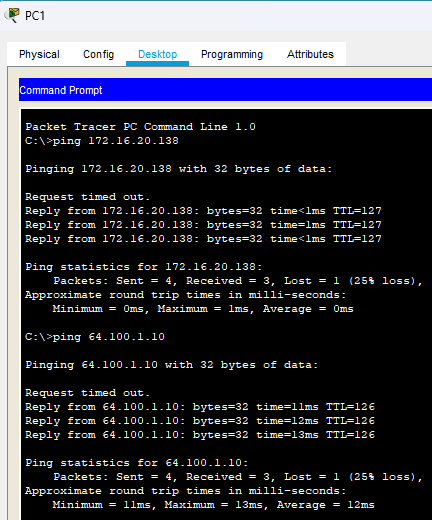 PC1
Physical Config Desktop Programming Attributes
Command Prompt
Packet Tracer PC Command Line 1.0
C:\>ping 172.16.20.138
Pinging 172.16.20.138 with 32 bytes of data:
Request timed out.
Reply from 172.16.20.138: bytes=32 time<1ms TTL=127
Reply from 172.16.20.138: bytes=32 time=1ms TTL=127
Reply from 172.16.20.138: bytes=32 time<1ms TTL=127
Ping statistics for 172.16.20.138:
Packets: Sent = 4, Received = 3, Lost = 1 (25% loss),
Approximate round trip times in milli-seconds:
Minimum = 0ms, Maximum = 1ms, Average = 0ms
C:\>ping 64.100.1.10
Pinging 64.100.1.10 with 32 bytes of data:
Request timed out.
Reply from 64.100.1.10: bytes=32 time=11ms TTL=126
Reply from 64.100.1.10: bytes=32 time=12ms TTL=126
Reply from 64.100.1.10: bytes=32 time=13ms TTL=126
Ping statistics for 64.100.1.10:
Packets: Sent = 4, Received = 3, Lost = 1 (25% loss),
Approximate round trip times in milli-seconds:
Minimum = 11ms, Maximum = 13ms, Average = 12ms